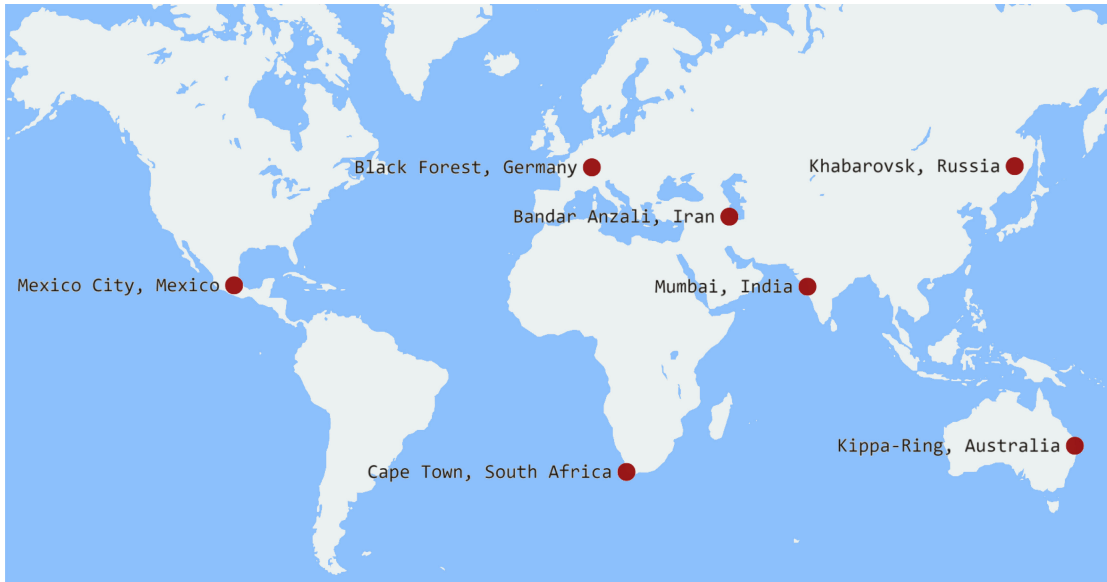 Black Forest, Germany
Khabarovsk, Russia
Bandar Anzali, Iran
Mexico City, Mexico
Mumbai, India
Kippa-Ring, Australia
Cape Town, South Africa